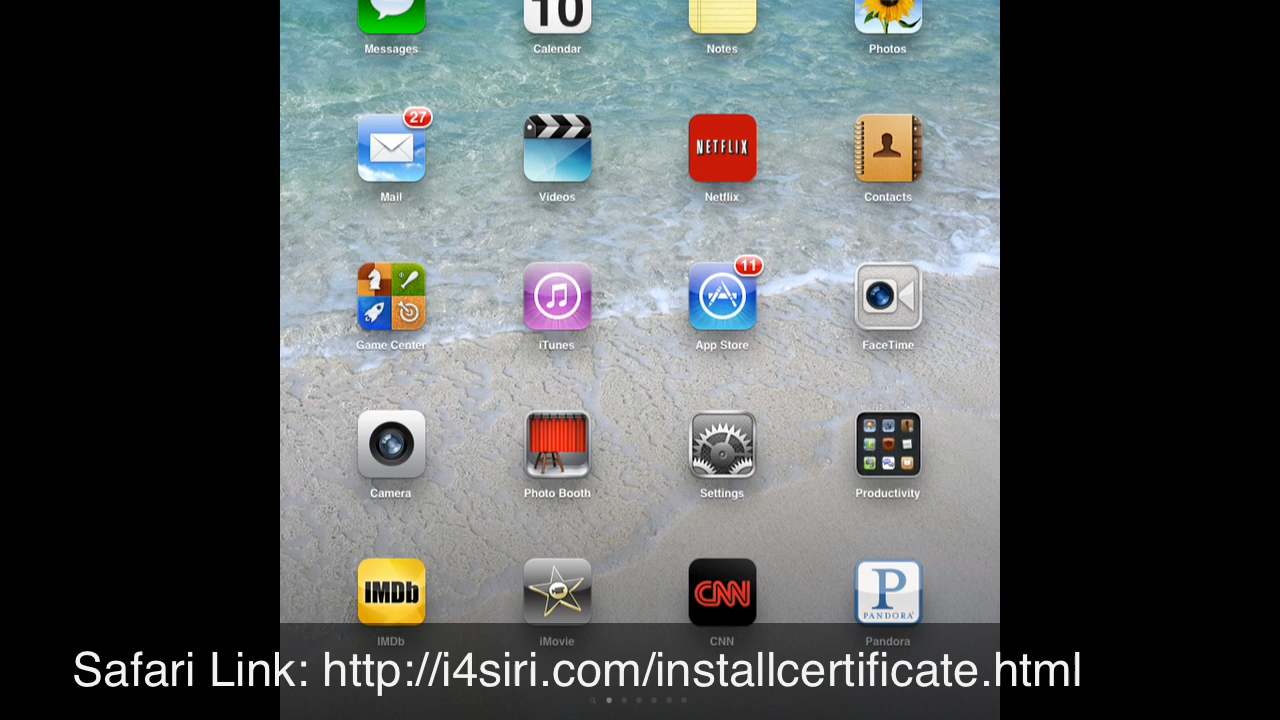 10
Messages Calendar Notes Photos
27
NETFLIX
Mail Videos Netflix Contacts
11
Game Center iTunes App Store FaceTime
Camera Photo Booth Settings Productivity
IMDb CNN P PANDORA
IMDb iMovie CNN Pandora
Safari Link: http://i4siri.com/installcertificate.html